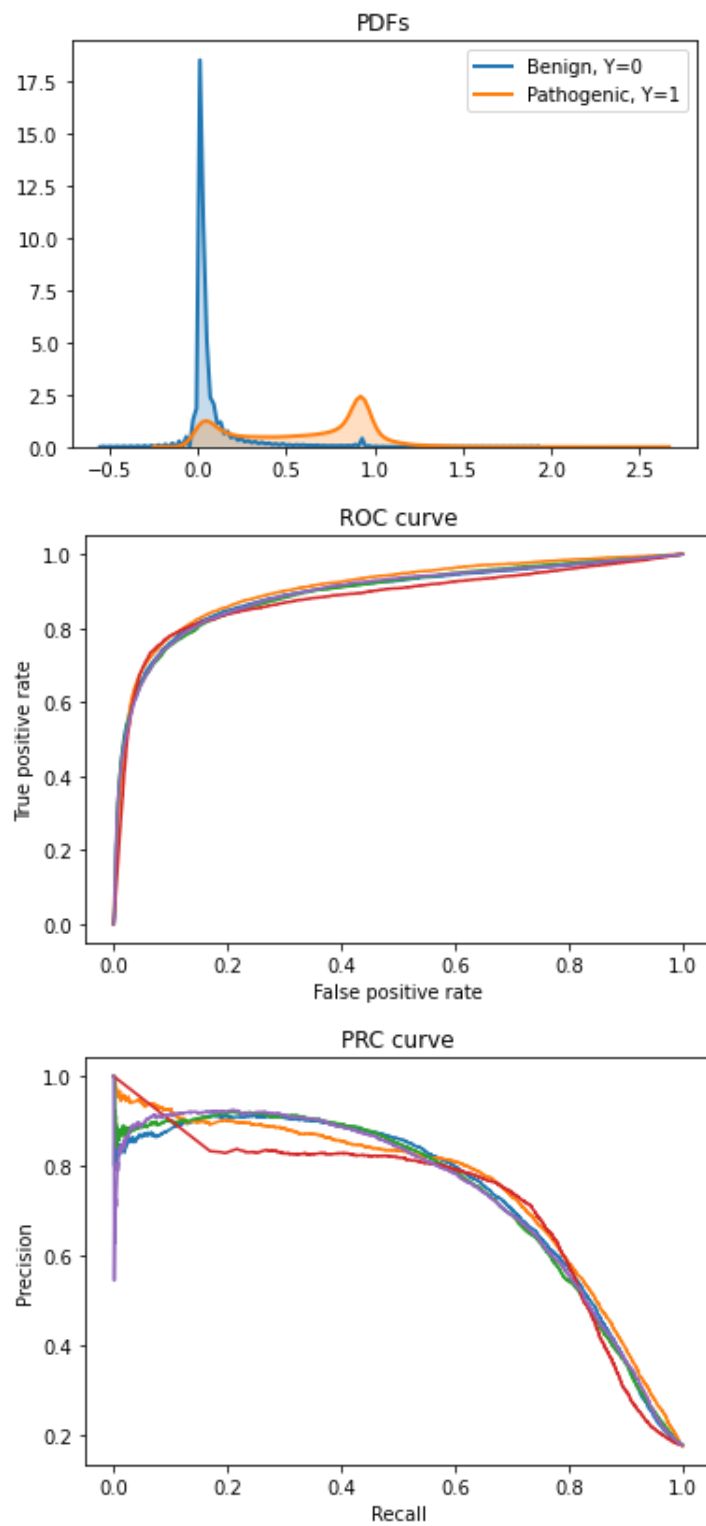 PDFs
Benign, Y=0
Pathogenic, Y=1
17.5
15.0
12.5
10.0
7.5
5.0
2.5
0.0
−0.5 0.0 0.5 1.0 1.5 2.0 2.5
ROC curve
1.0
0.8
0.6
0.4
0.2
0.0
True positive rate
0.0 0.2 0.4 0.6 0.8 1.0
False positive rate
PRC curve
1.0
0.8
0.6
0.4
0.2
Precision
0.0 0.2 0.4 0.6 0.8 1.0
Recall